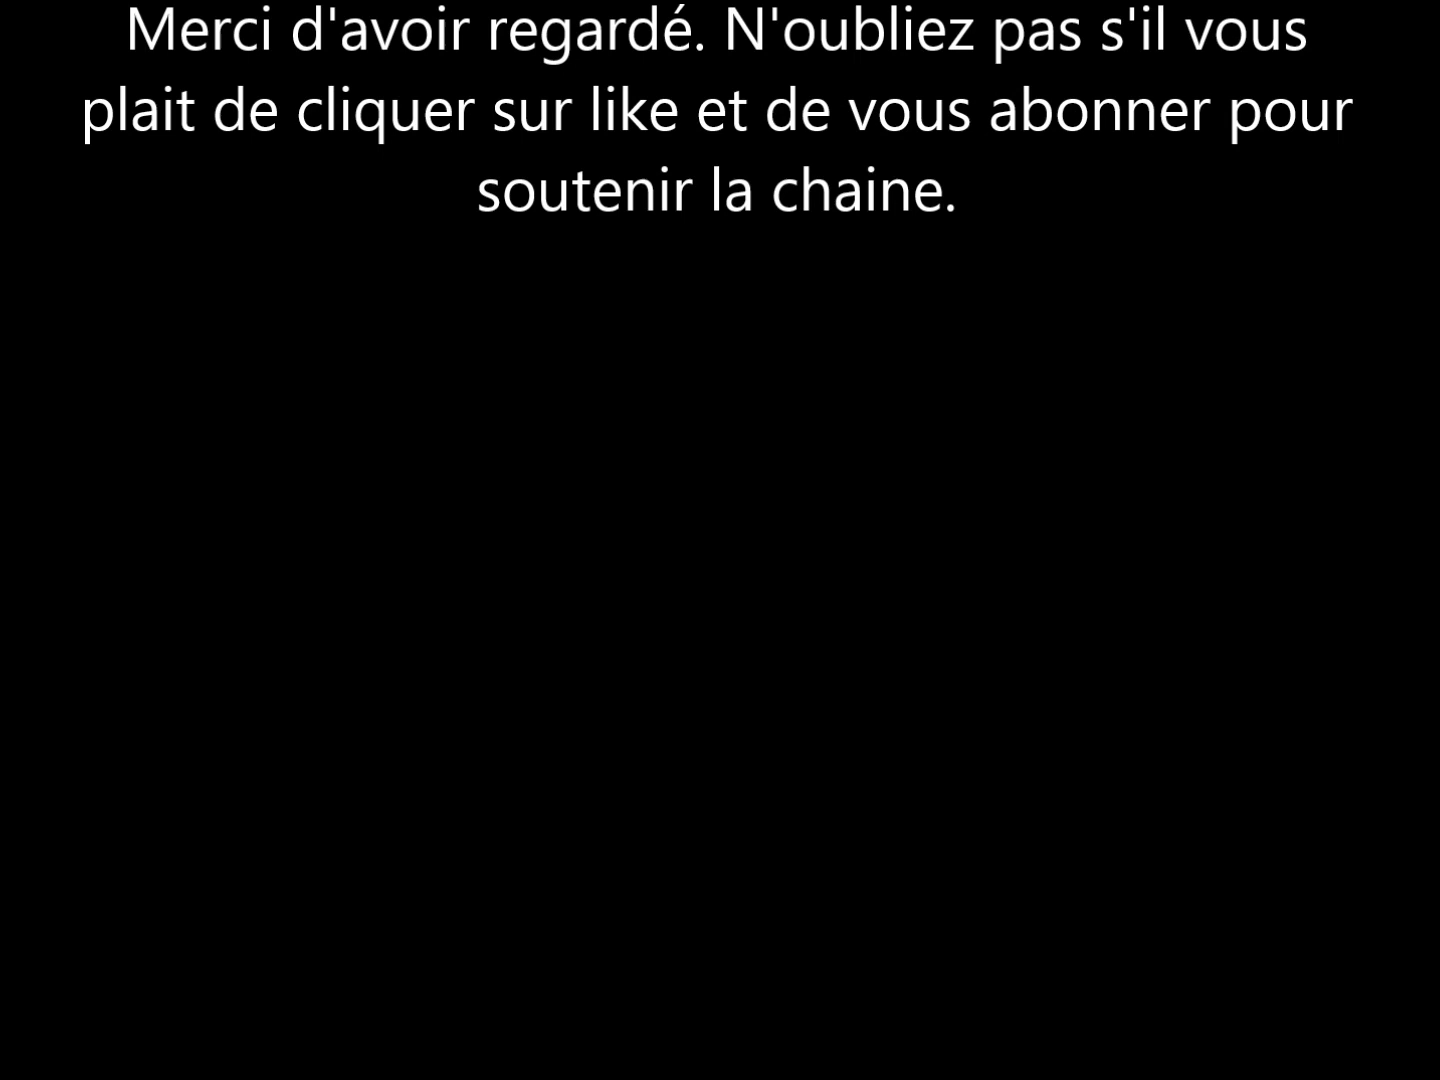 Merci d'avoir regardé. N'oubliez pas s'il vous
plait de cliquer sur like et de vous abonner pour
soutenir la chaine.